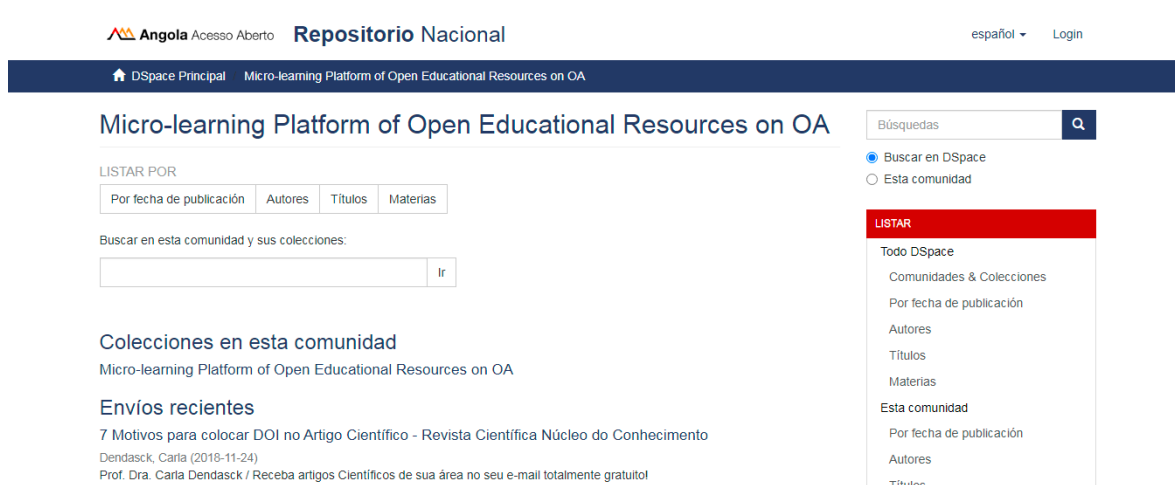 Angola Acesso Aberto Repositorio Nacional español Login
DSpace Principal Micro-learning Platform of Open Educational Resources on OA
Micro-learning Platform of Open Educational Resources on OA
LISTAR POR
Por fecha de publicación Autores Títulos Materias
Buscar en esta comunidad y sus colecciones:
Ir
Colecciones en esta comunidad
Micro-learning Platform of Open Educational Resources on OA
Envíos recientes
7 Motivos para colocar DOI no Artigo Científico - Revista Científica Núcleo do Conhecimento
Dendasck, Carla (2018-11-24)
Prof. Dra. Carla Dendasck / Receba artigos Científicos de sua área no seu e-mail totalmente gratuito!
Búsquedas
Buscar en DSpace
Esta comunidad
LISTAR
Todo DSpace
Comunidades & Colecciones
Por fecha de publicación
Autores
Títulos
Materias
Esta comunidad
Por fecha de publicación
Autores
Títulos